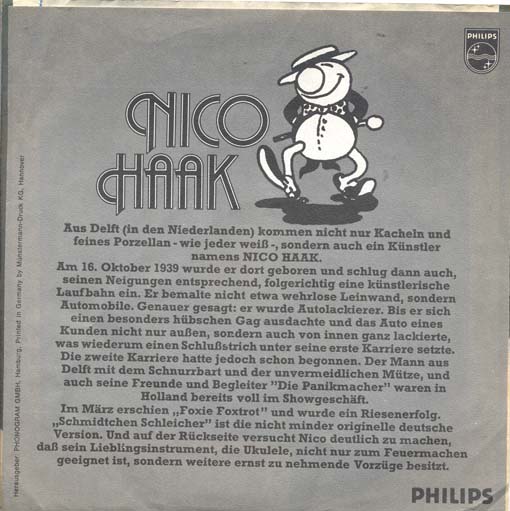 PHILIPS
NICO
HAAK
Aus Delft (in den Niederlanden) kommen nicht nur Kacheln und
feines Porzellan - wie jeder weiß -, sondern auch ein Künstler
namens NICO HAAK.
Am 16. Oktober 1939 wurde er dort geboren und schlug dann auch,
seinen Neigungen entsprechend, folgerichtig eine künstlerische
Laufbahn ein. Er bemalte nicht etwa wehrlose Leinwand, sondern
Automobile. Genauer gesagt: er wurde Autolackierer. Bis er sich
einen besonders hübschen Gag ausdachte und das Auto eines
Kunden nicht nur außen, sondern auch von innen ganz lackierte,
was wiederum einen Schlußstrich unter seine erste Karriere setzte.
Die zweite Karriere hatte jedoch schon begonnen. Der Mann aus
Delft mit dem Schnurrbart und der unvermeidlichen Mütze, und
auch seine Freunde und Begleiter "Die Panikmacher" waren in
Holland bereits voll im Showgeschäft.
Im März erschien „Foxie Foxtrot" und wurde ein Riesenerfolg.
„Schmidtchen Schleicher" ist die nicht minder originelle deutsche
Version. Und auf der Rückseite versucht Nico deutlich zu machen,
daß sein Lieblingsinstrument, die Ukulele, nicht nur zum Feuermachen
geeignet ist, sondern weitere ernst zu nehmende Vorzüge besitzt.
PHILIPS
Herausgeber: PHONOGRAM GMBH, Hamburg. Printed in Germany by Münstermann-Druck KG, Hannover